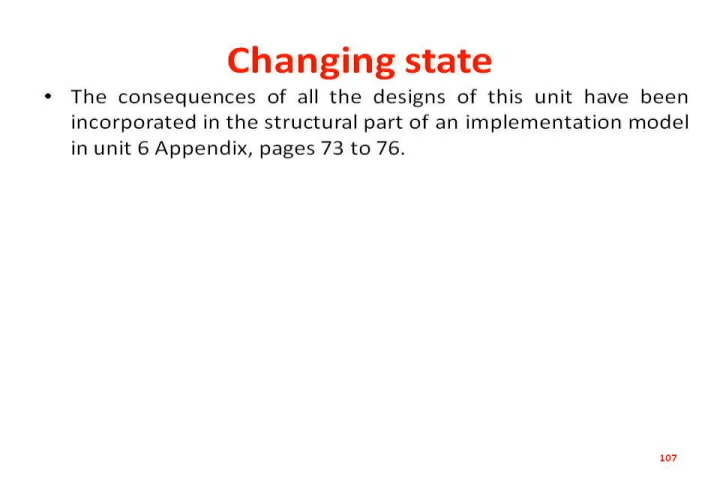 Changing state
• The consequences of all the designs of this unit have been
incorporated in the structural part of an implementation model
in unit 6 Appendix, pages 73 to 76.
107